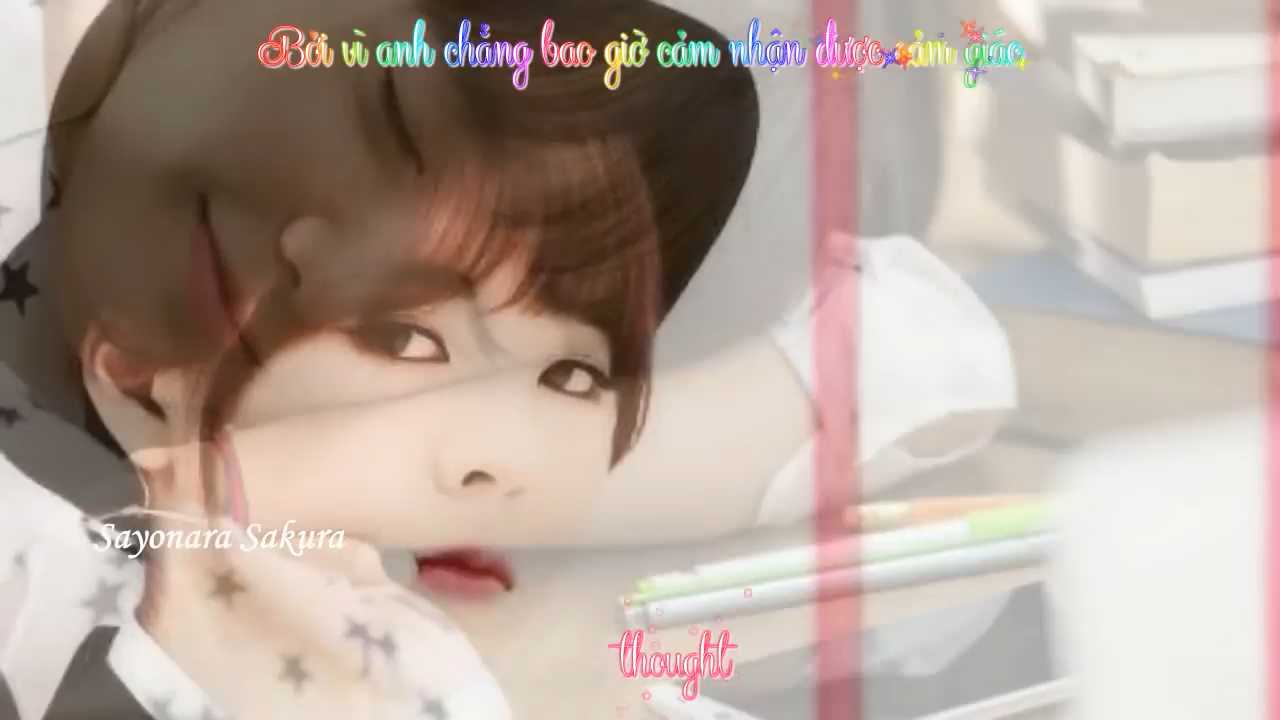 Bởi vì anh chẳng bao giờ cảm nhận được cảm giác
Sayonara Sakura
thought